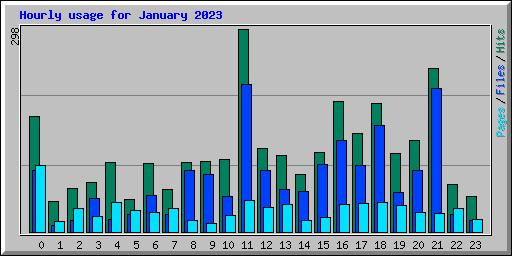 Hourly usage for January 2023
298
Pages/Files/Hits
0 1 2 3 4 5 6 7 8 9 10 11 12 13 14 15 16 17 18 19 20 21 22 23